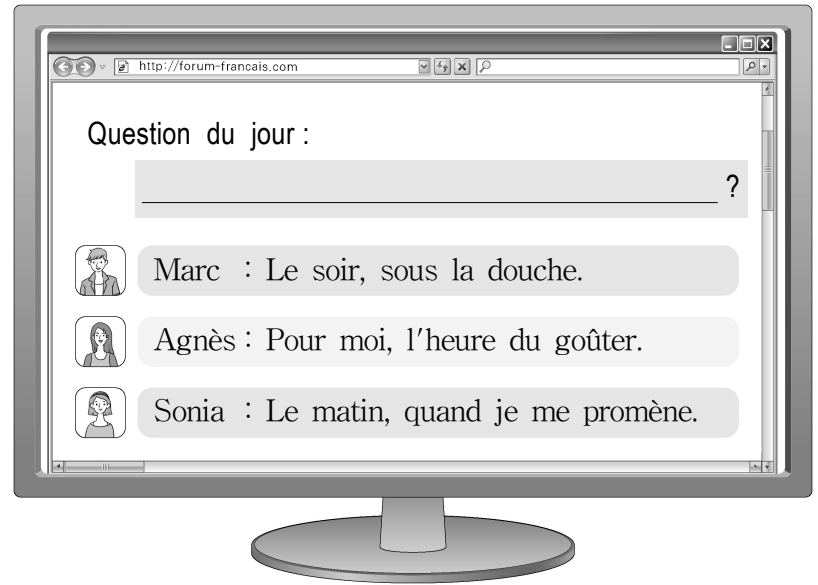 http://forum-francais.com
Question du jour :
?
Marc : Le soir, sous la douche.
Agnès : Pour moi, l'heure du goûter.
Sonia : Le matin, quand je me promène.